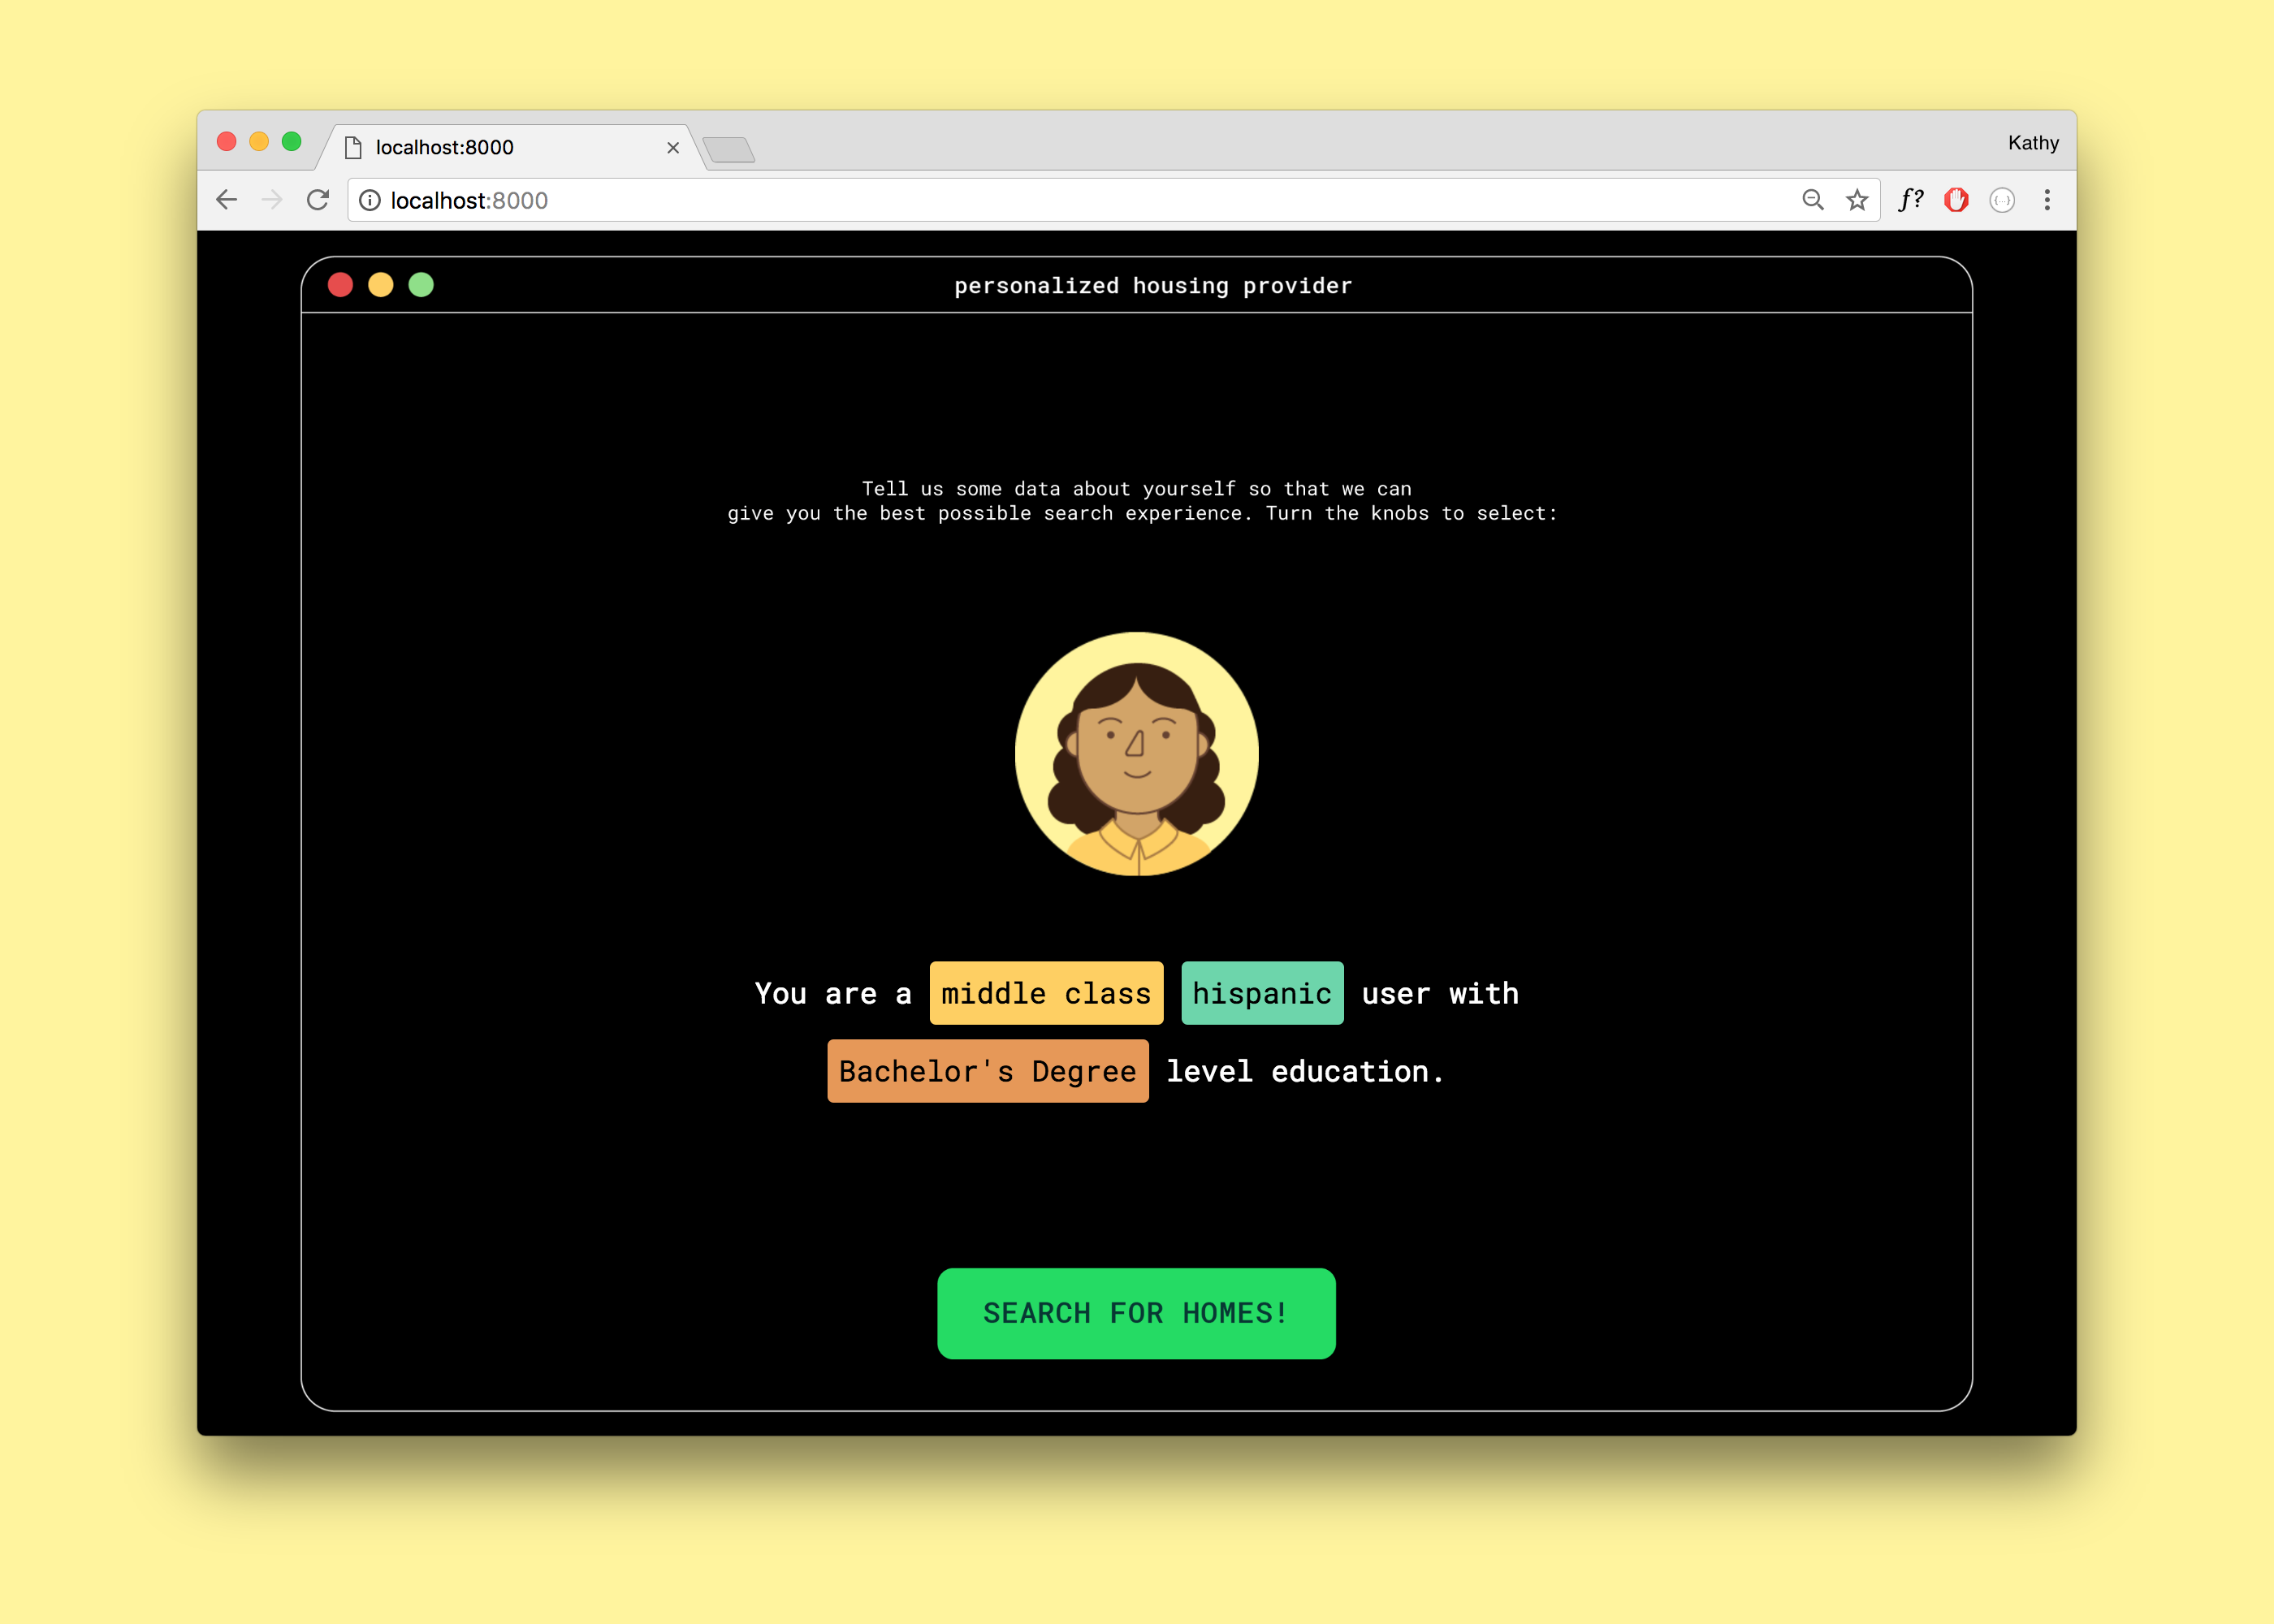 localhost:8000
Kathy
localhost:8000
f?
{...}
personalized housing provider
Tell us some data about yourself so that we can
give you the best possible search experience. Turn the knobs to select:
You are a middle class hispanic user with
Bachelor's Degree level education.
SEARCH FOR HOMES!